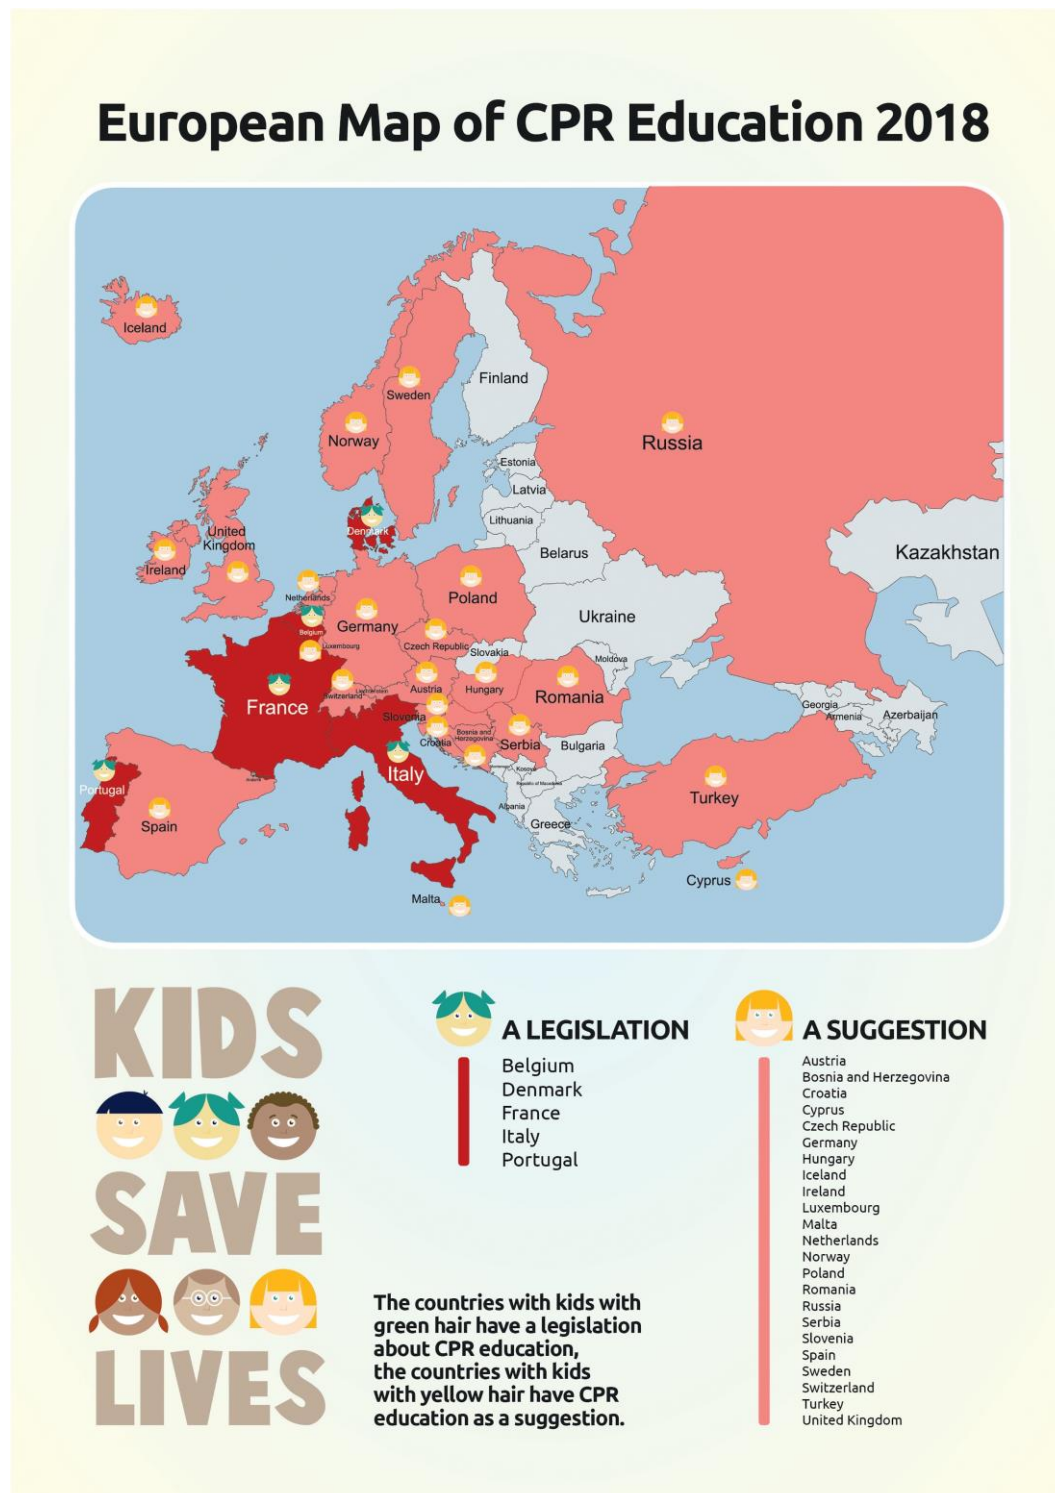 European Map of CPR Education 2018
Iceland
Finland
Sweden
Norway
Russia
Estonia
Latvia
Lithuania
United
Kingdom
Denmark
Belarus
Kazakhstan
Ireland
Netherlands
Poland
Ukraine
Belgium
Germany
Luxembourg
Czech Republic
Slovakia
Moldova
Switzerland
Liechtenstein
Austria
Hungary
Romania
France
Slovenia
Georgia
Armenia
Azerbaijan
Croatia
Bosnia and
Herzegovina
Serbia
Bulgaria
Italy
Kosovo
Republic of Macedonia
Portugal
Spain
Albania
Greece
Turkey
Cyprus
Malta
KIDS
SAVE
LIVES
A LEGISLATION
Belgium
Denmark
France
Italy
Portugal
The countries with kids with
green hair have a legislation
about CPR education,
the countries with kids
with yellow hair have CPR
education as a suggestion.
A SUGGESTION
Austria
Bosnia and Herzegovina
Croatia
Cyprus
Czech Republic
Germany
Hungary
Iceland
Ireland
Luxembourg
Malta
Netherlands
Norway
Poland
Romania
Russia
Serbia
Slovenia
Spain
Sweden
Switzerland
Turkey
United Kingdom